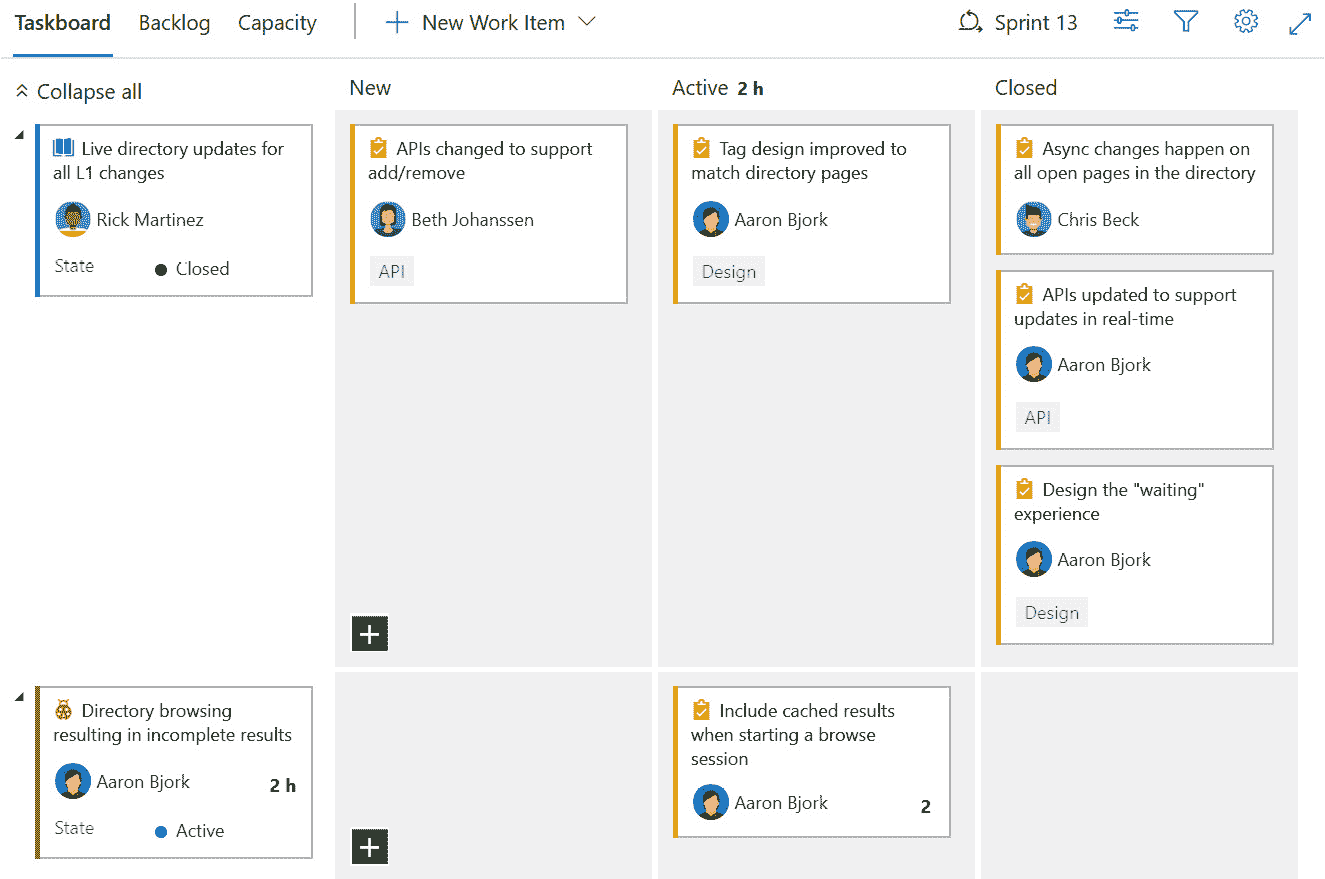 Taskboard Backlog Capacity New Work Item Sprint 13
Collapse all
New
Active 2 h
Closed
Live directory updates for
all L1 changes
Rick Martinez
State Closed
APIs changed to support
add/remove
Beth Johanssen
API
Tag design improved to
match directory pages
Aaron Bjork
Design
Async changes happen on
all open pages in the directory
Chris Beck
APIs updated to support
updates in real-time
Aaron Bjork
API
Design the "waiting"
experience
Aaron Bjork
Design
Directory browsing
resulting in incomplete results
Aaron Bjork 2 h
State Active
Include cached results
when starting a browse
session
Aaron Bjork 2